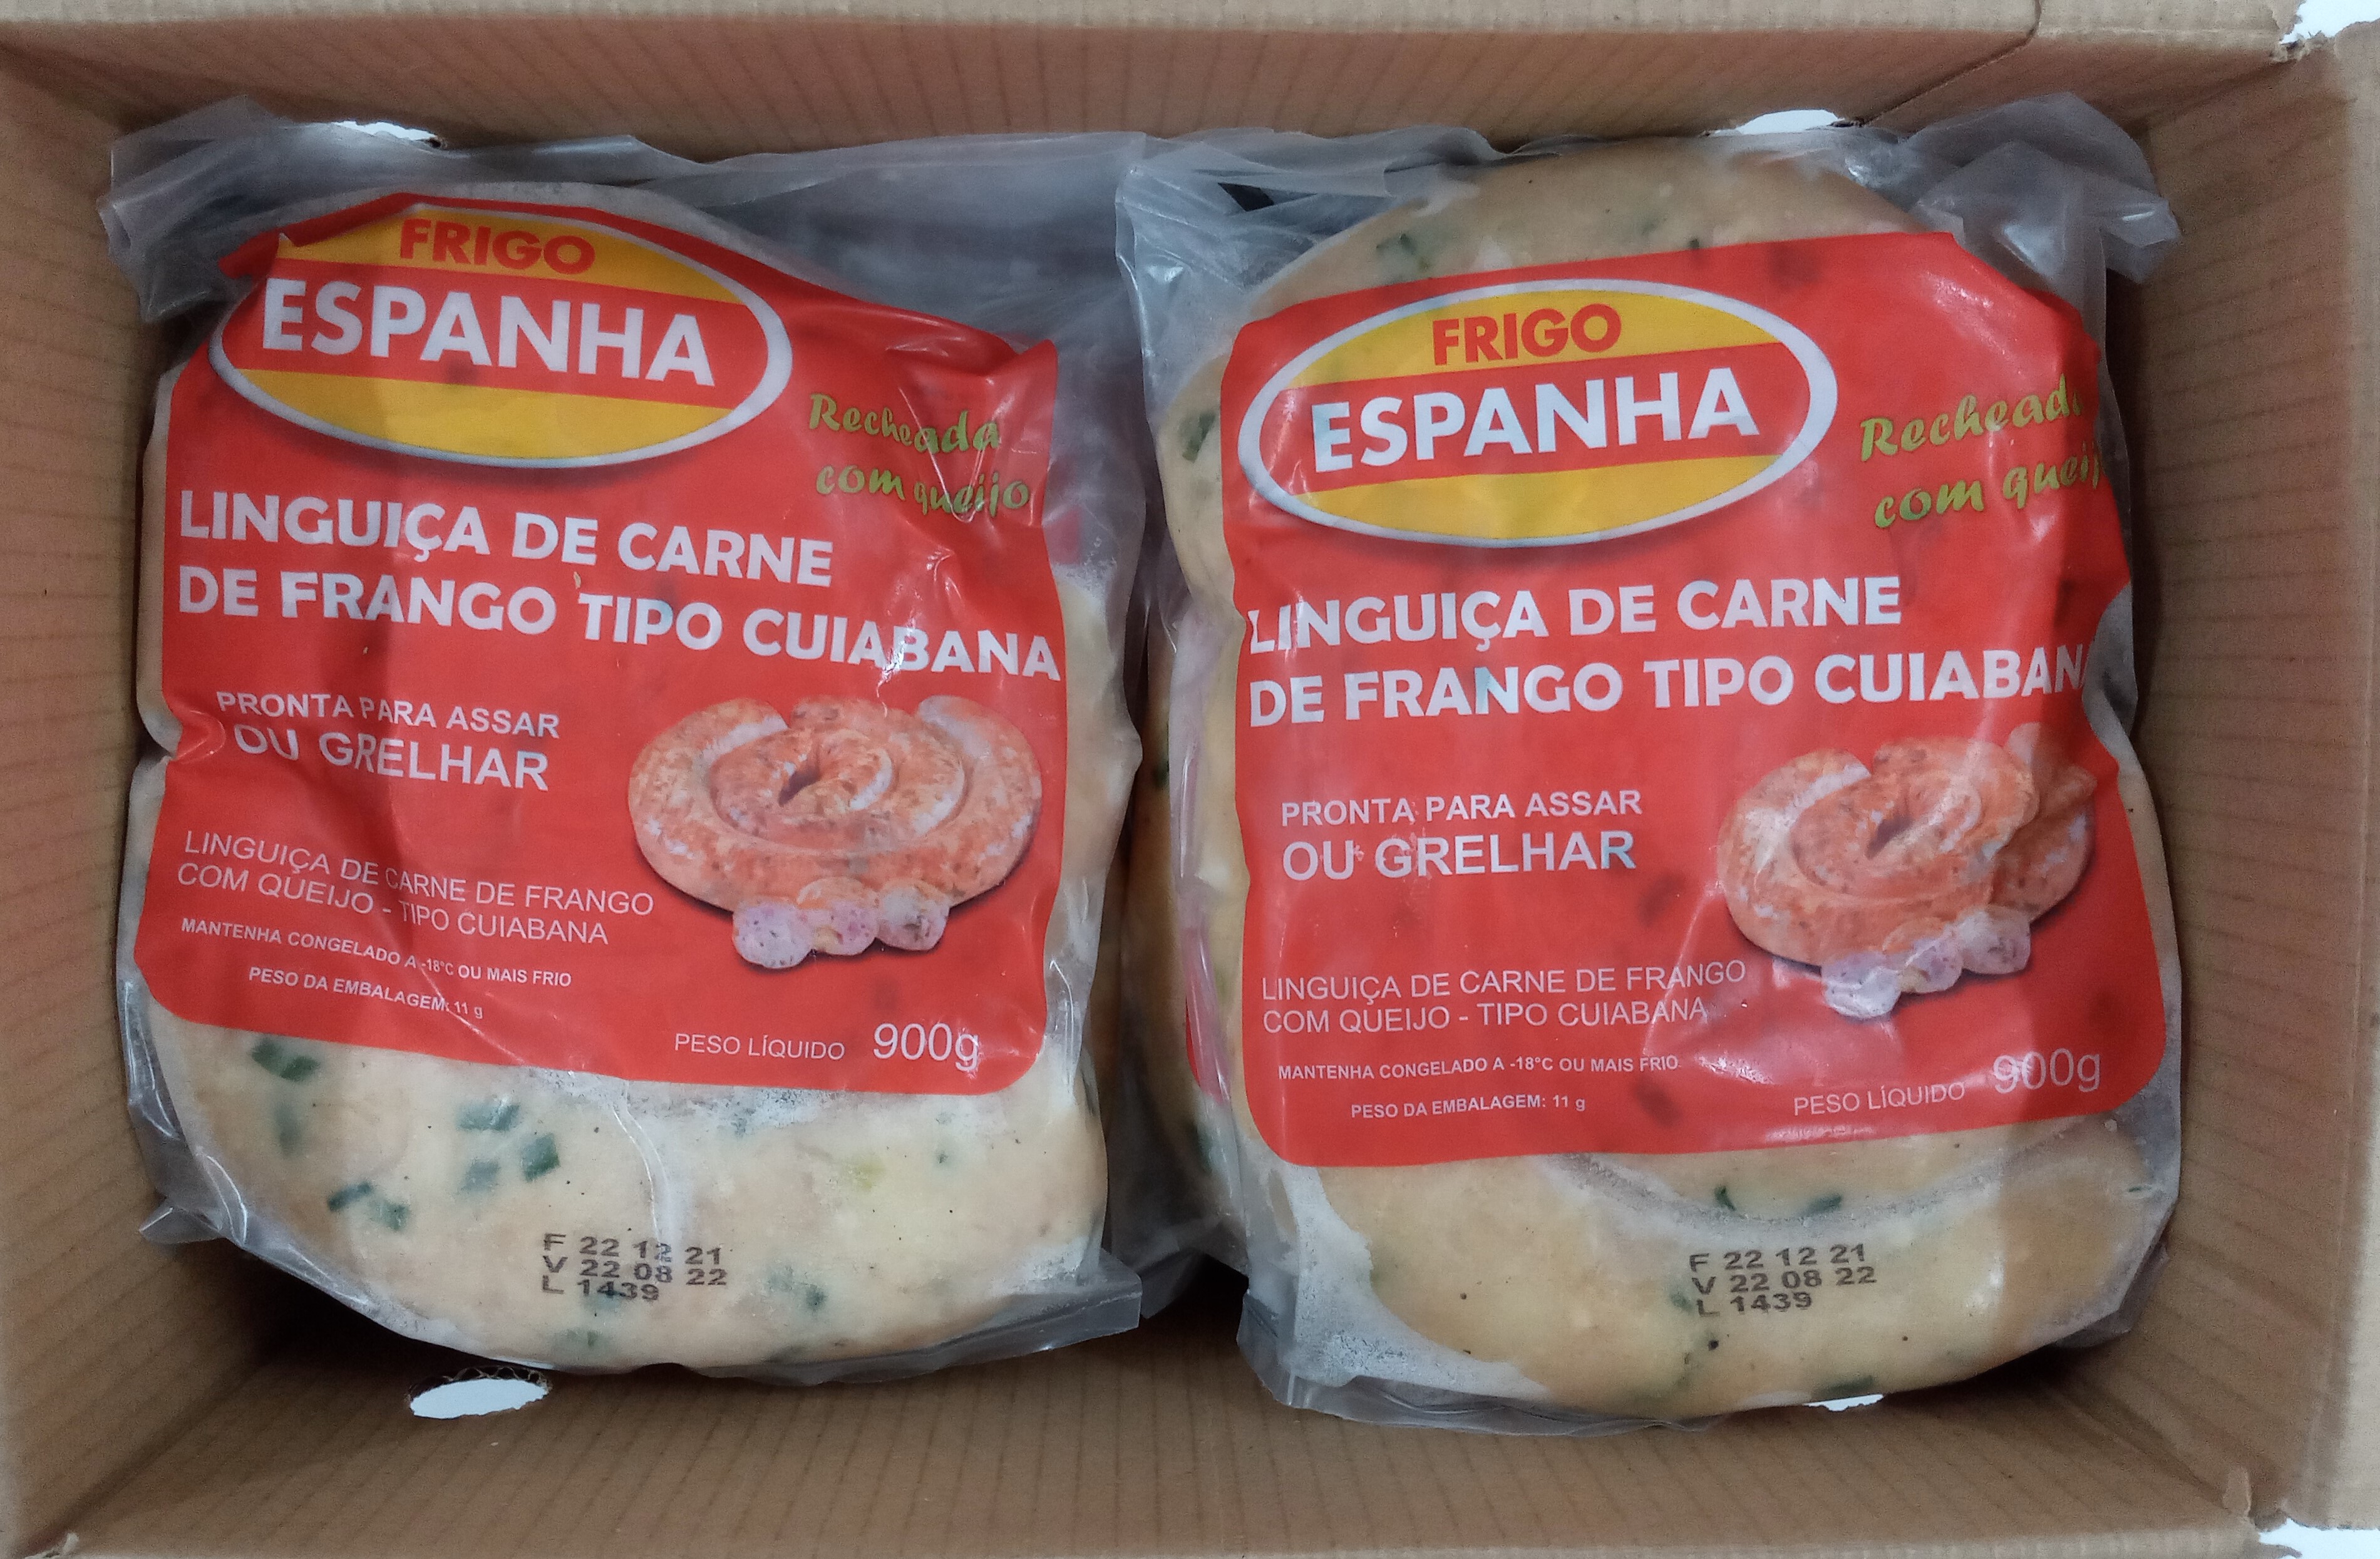 FRIGO
ESPANHA
Recheada
com queijo
LINGUIÇA DE CARNE
DE FRANGO TIPO CUIABANA
PRONTA PARA ASSAR
OU GRELHAR
LINGUIÇA DE CARNE DE FRANGO
COM QUEIJO - TIPO CUIABANA
MANTENHA CONGELADO A -18°C OU MAIS FRIO
PESO DA EMBALAGEM: 11 g
PESO LÍQUIDO 900g
F 22 12 21
V 22 08 22
L 1439
FRIGO
ESPANHA
Recheada
com queij
LINGUIÇA DE CARNE
DE FRANGO TIPO CUIABANA
PRONTA PARA ASSAR
OU GRELHAR
LINGUIÇA DE CARNE DE FRANGO
COM QUEIJO - TIPO CUIABANA
MANTENHA CONGELADO A -18°C OU MAIS FRIO
PESO DA EMBALAGEM: 11 g
PESO LÍQUIDO 900g
F 22 12 21
V 22 08 22
L 1439